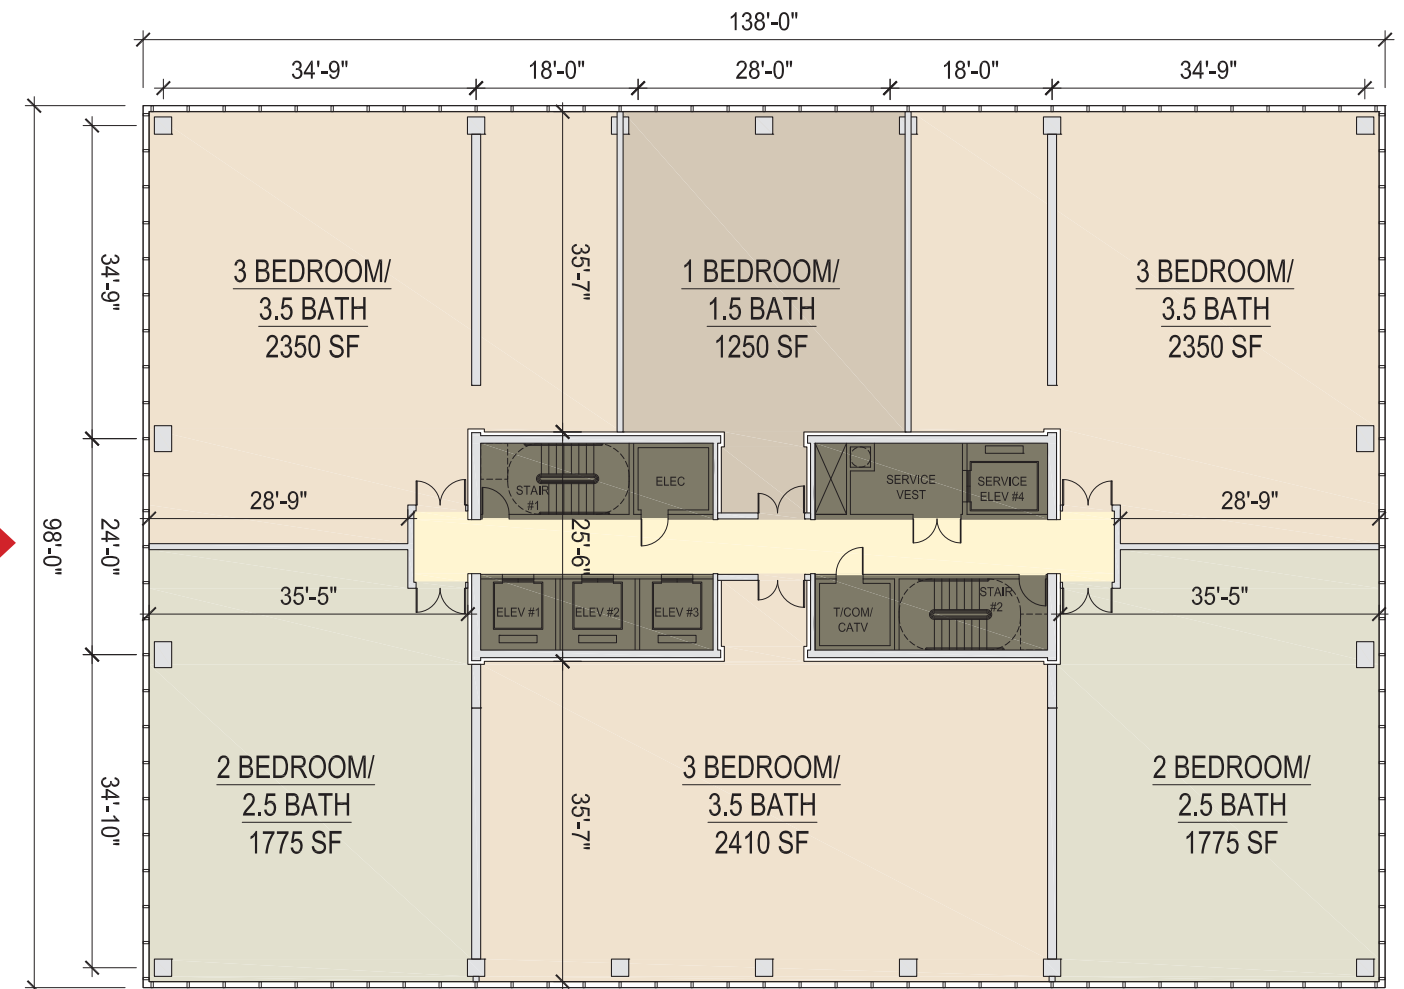 138'-0"
34'-9"
18'-0"
28'-0"
18'-0"
34'-9"
98'-0"
34'-9"
24'-0"
34'-10"
3 BEDROOM/
3.5 BATH
2350 SF
35'-7"
1 BEDROOM/
1.5 BATH
1250 SF
3 BEDROOM/
3.5 BATH
2350 SF
STAIR
#1
ELEC
SERVICE
VEST
SERVICE
ELEV #4
28'-9"
25'-6"
28'-9"
35'-5"
ELEV #1
ELEV #2
ELEV #3
T/COM/
CATV
STAIR
#2
35'-5"
2 BEDROOM/
2.5 BATH
1775 SF
35'-7"
3 BEDROOM/
3.5 BATH
2410 SF
2 BEDROOM/
2.5 BATH
1775 SF